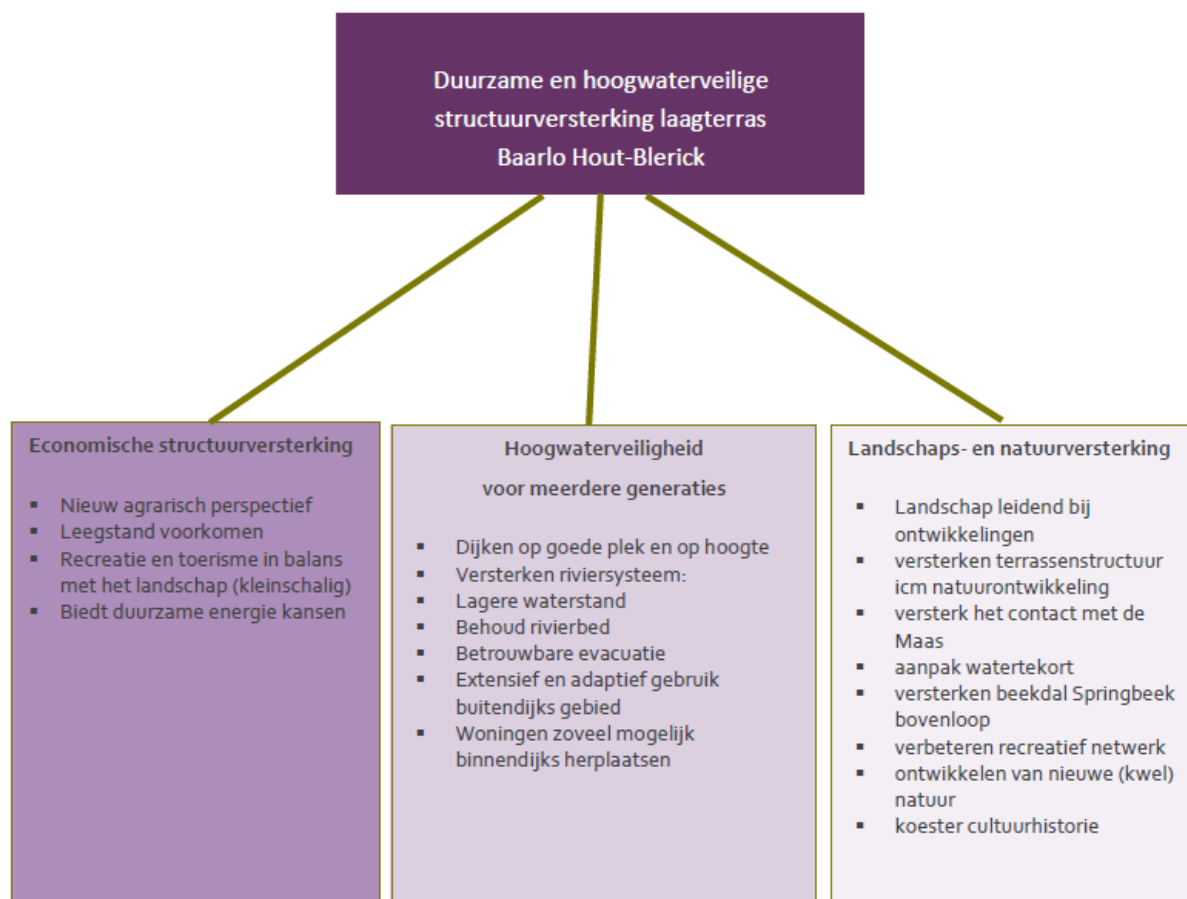 Duurzame en hoogwaterveilige
structuurversterking laagterras
Baarlo Hout-Blerick
Economische structuurversterking
▪ Nieuw agrarisch perspectief
▪ Leegstand voorkomen
▪ Recreatie en toerisme in balans
met het landschap (kleinschalig)
▪ Biedt duurzame energie kansen
Hoogwaterveiligheid
voor meerdere generaties
▪ Dijken op goede plek en op hoogte
▪ Versterken riviersysteem:
▪ Lagere waterstand
▪ Behoud rivierbed
▪ Betrouwbare evacuatie
▪ Extensief en adaptief gebruik
buitendijks gebied
▪ Woningen zoveel mogelijk
binnendijks herplaatsen
Landschaps- en natuurversterking
▪ Landschap leidend bij
ontwikkelingen
▪ versterken terrassenstructuur
icm natuurontwikkeling
▪ versterk het contact met de
Maas
▪ aanpak watertekort
▪ versterken beekdal Springbeek
bovenloop
▪ verbeteren recreatief netwerk
▪ ontwikkelen van nieuwe (kwel)
natuur
▪ koester cultuurhistorie